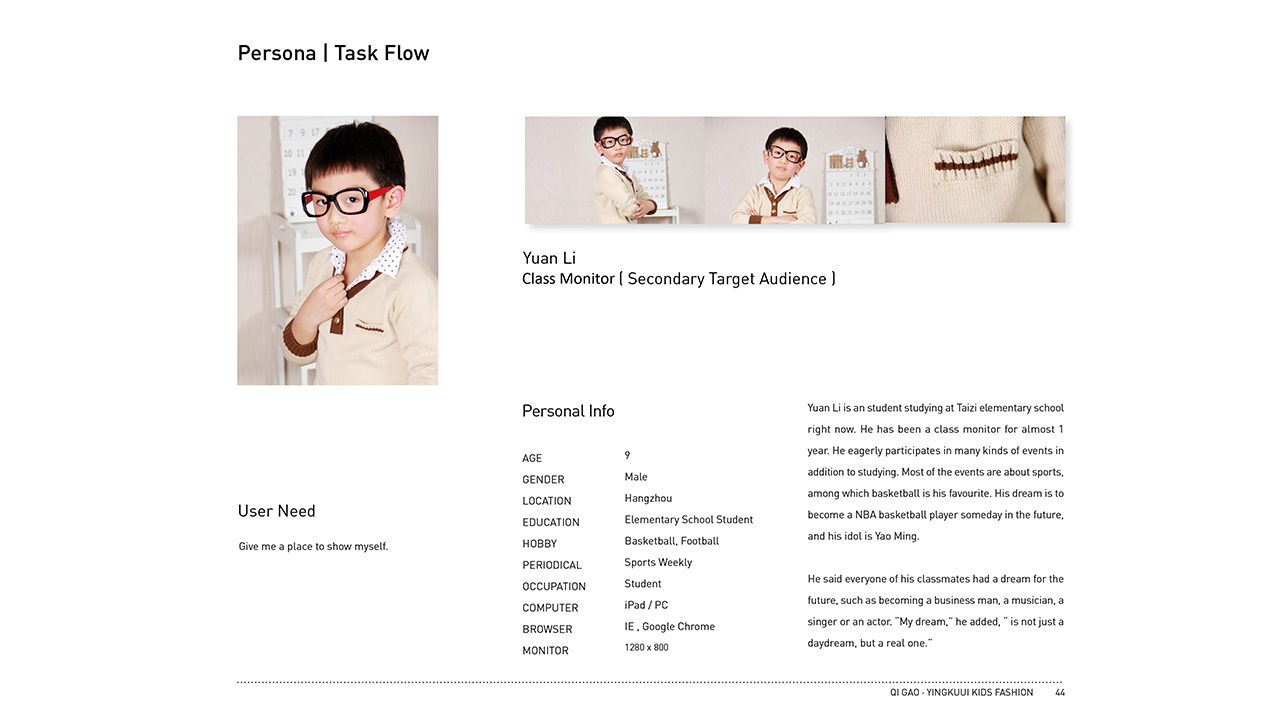 Persona | Task Flow
Yuan Li
Class Monitor ( Secondary Target Audience )
User Need
Give me a place to show myself.
Personal Info
AGE 9
GENDER Male
LOCATION Hangzhou
EDUCATION Elementary School Student
HOBBY Basketball, Football
PERIODICAL Sports Weekly
OCCUPATION Student
COMPUTER iPad / PC
BROWSER IE , Google Chrome
MONITOR 1280 x 800
Yuan Li is an student studying at Taizi elementary school
right now. He has been a class monitor for almost 1
year. He eagerly participates in many kinds of events in
addition to studying. Most of the events are about sports,
among which basketball is his favourite. His dream is to
become a NBA basketball player someday in the future,
and his idol is Yao Ming.
He said everyone of his classmates had a dream for the
future, such as becoming a business man, a musician, a
singer or an actor. "My dream," he added, " is not just a
daydream, but a real one."
QI GAO - YINGKUUI KIDS FASHION 44